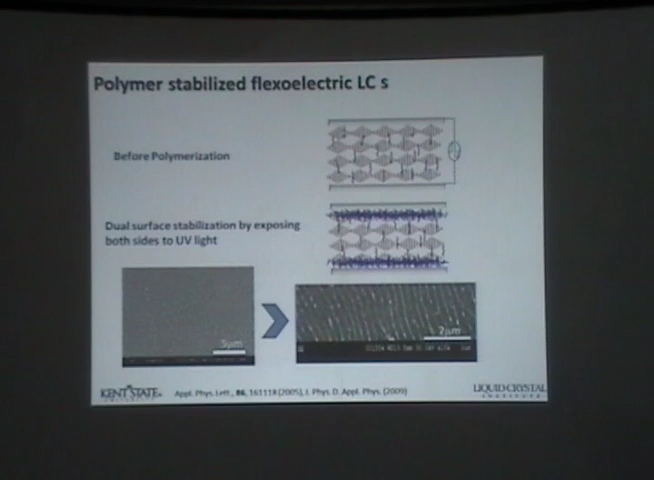 Polymer stabilized flexoelectric LC s
Before Polymerization
Dual surface stabilization by exposing
both sides to UV light
5μm
2μm
KENT STATE
Appl. Phys. Lett., 86, 161118 (2005), J. Phys. D. Appl. Phys. (2009)
LIQUID CRYSTAL
INSTITUTE